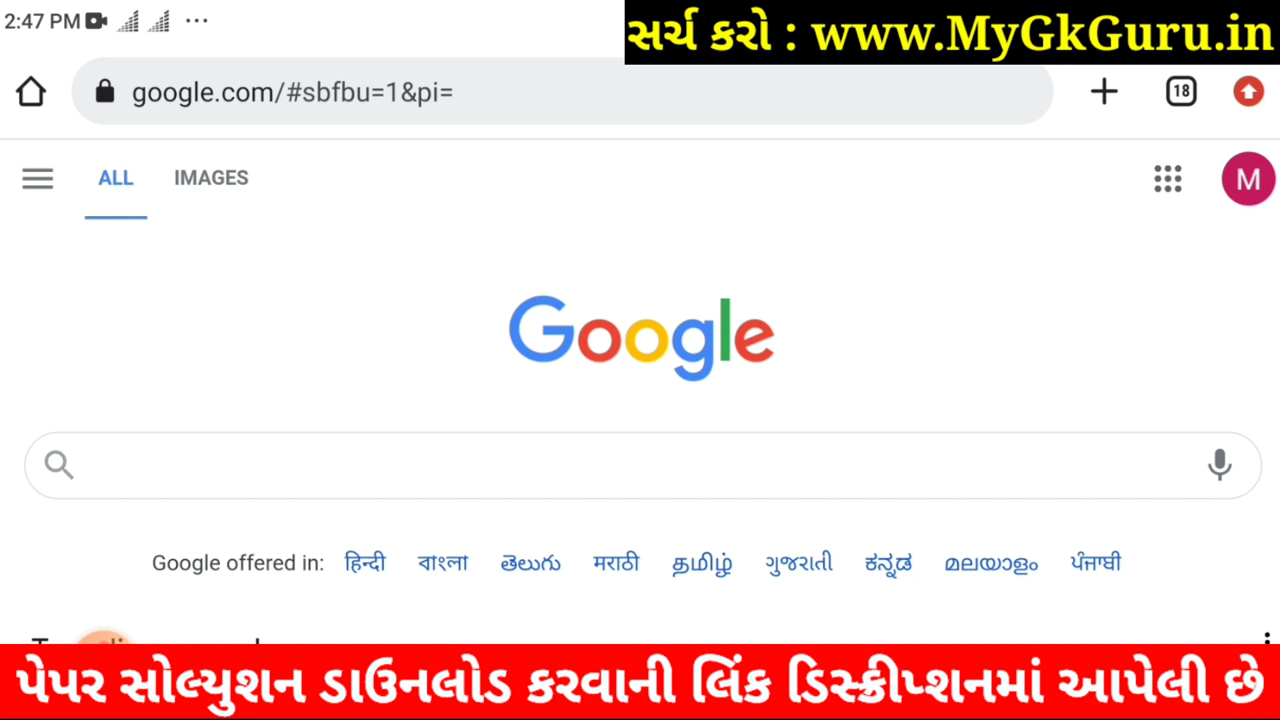 2:47 PM
સર્ચ કરો : www.MyGkGuru.in
google.com/#sbfbu=1&pi=
18
ALL IMAGES
M
Google
Google offered in: हिन्दी বাংলা తెలుగు मराठी தமிழ் ગુજરાતી ಕನ್ನಡ മലയാളം ਪੰਜਾਬੀ
પેપર સોલ્યુશન ડાઉનલોડ કરવાની લિંક ડિસ્ક્રીપ્શનમાં આપેલી છે